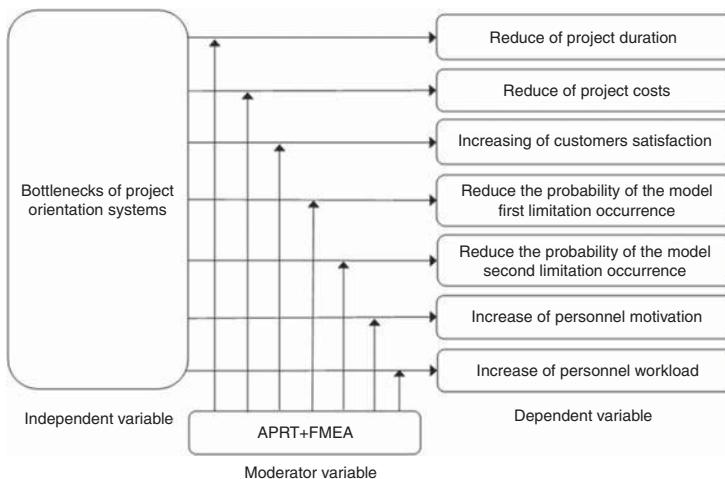 Bottlenecks of project
orientation systems
Independent variable
Reduce of project duration
Reduce of project costs
Increasing of customers satisfaction
Reduce the probability of the model
first limitation occurrence
Reduce the probability of the model
second limitation occurrence
Increase of personnel motivation
Increase of personnel workload
Dependent variable
APRT+FMEA
Moderator variable